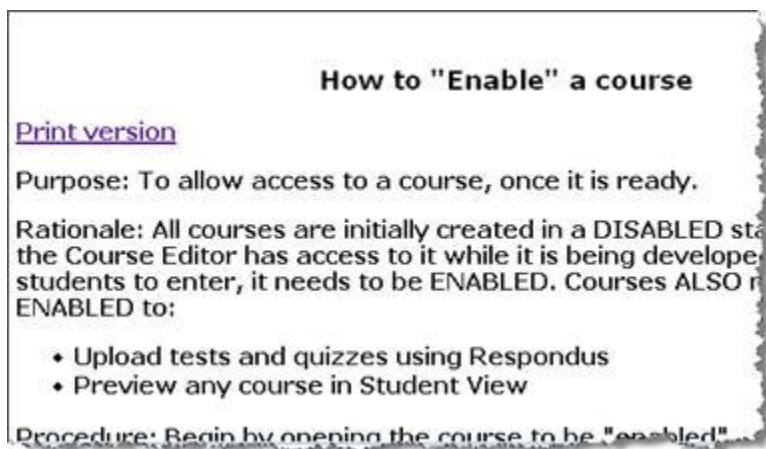 How to "Enable" a course
Print version
Purpose: To allow access to a course, once it is ready.
Rationale: All courses are initially created in a DISABLED
the Course Editor has access to it while it is being
students to enter, it needs to be ENABLED. Courses ALSO
ENABLED to:
• Upload tests and quizzes using Respondus
• Preview any course in Student View
Procedure: Begin by opening the course to be "enabled"